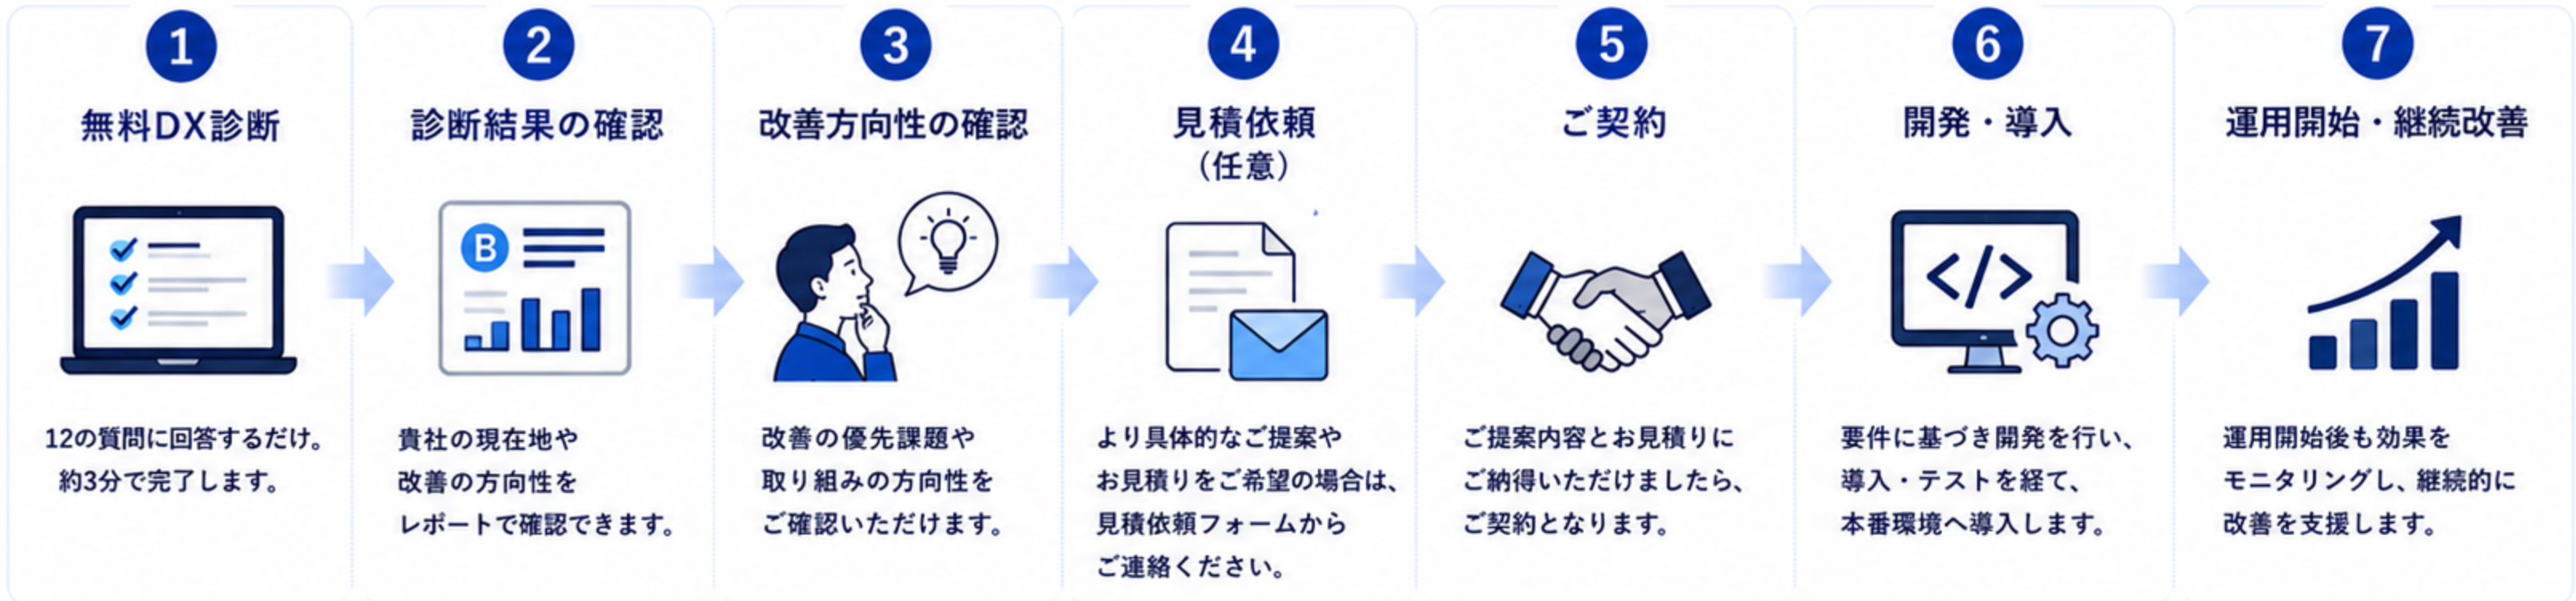 1
無料DX診断
12の質問に回答するだけ。
約3分で完了します。
2
診断結果の確認
B
貴社の現在地や
改善の方向性を
レポートで確認できます。
3
改善方向性の確認
改善の優先課題や
取り組みの方向性を
ご確認いただけます。
4
見積依頼
（任意）
より具体的なご提案や
お見積りをご希望の場合は、
見積依頼フォームから
ご連絡ください。
5
ご契約
ご提案内容とお見積りに
ご納得いただけましたら、
ご契約となります。
6
開発・導入
</>
要件に基づき開発を行い、
導入・テストを経て、
本番環境へ導入します。
7
運用開始・継続改善
運用開始後も効果を
モニタリングし、継続的に
改善を支援します。